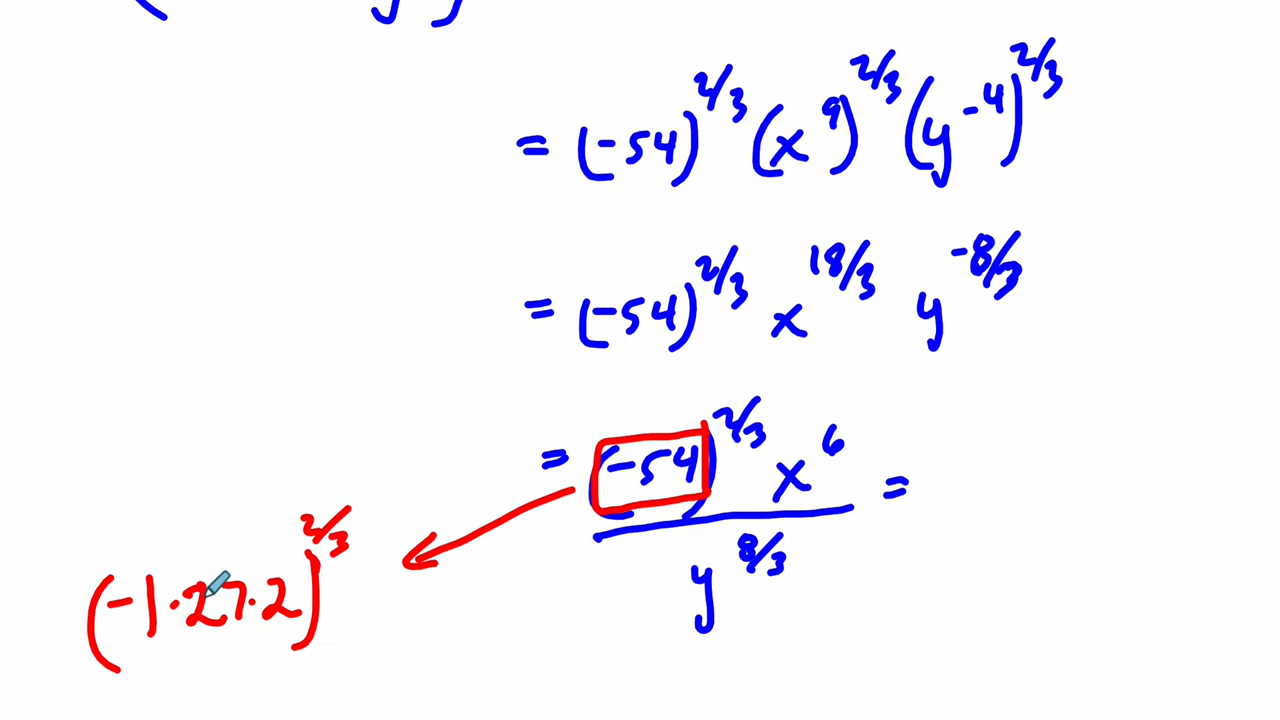 = (-54)^{2/3} (x^9)^{2/3} (y^{-4})^{2/3}
= (-54)^{2/3} x^{18/3} y^{-8/3}
= (-54)^{2/3} x^6 / y^{8/3} =
(-1·27·2)^{2/3}